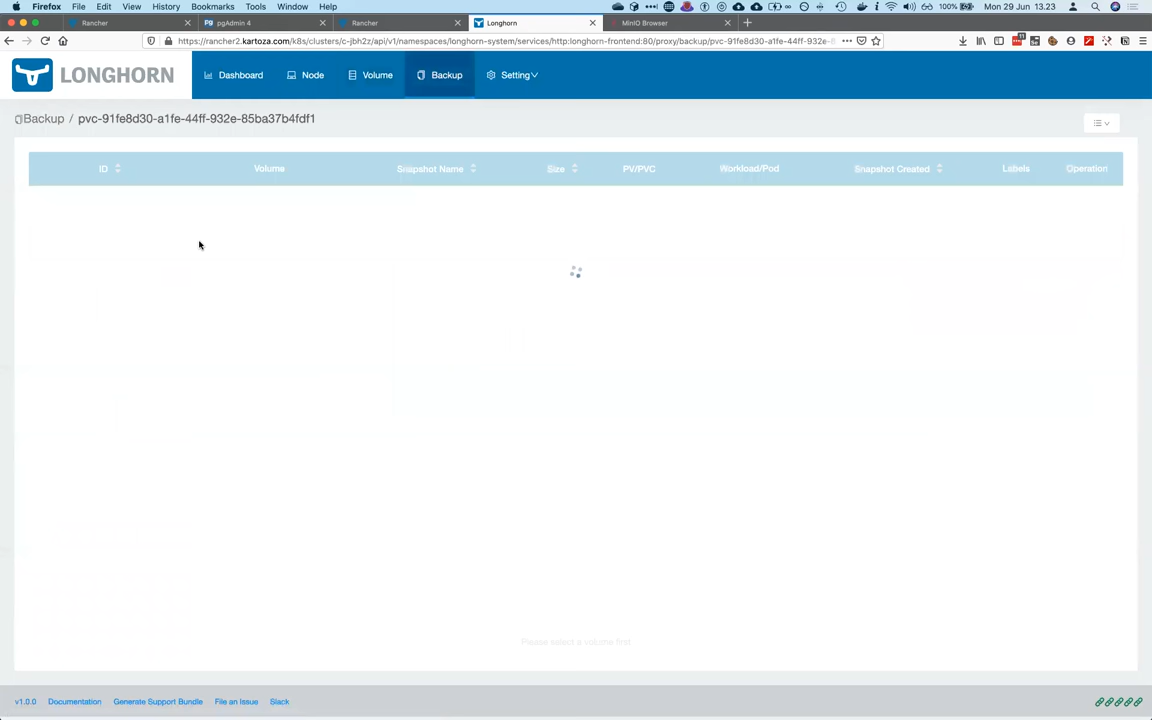 Firefox File Edit View History Bookmarks Tools Window Help 100% Mon 29 Jun 13.23
Rancher pgAdmin 4 Rancher Longhorn MinIO Browser
https://rancher2.kartoza.com/k8s/clusters/c-jbh2z/api/v1/namespaces/longhorn-system/services/http:longhorn-frontend:80/proxy/backup/pvc-91fe8d30-a1fe-44ff-932e-8
LONGHORN Dashboard Node Volume Backup Setting
Backup / pvc-91fe8d30-a1fe-44ff-932e-85ba37b4fdf1
ID Volume Snapshot Name Size PV/PVC Workload/Pod Snapshot Created Labels Operation
Please select a volume first
v1.0.0 Documentation Generate Support Bundle File an Issue Slack